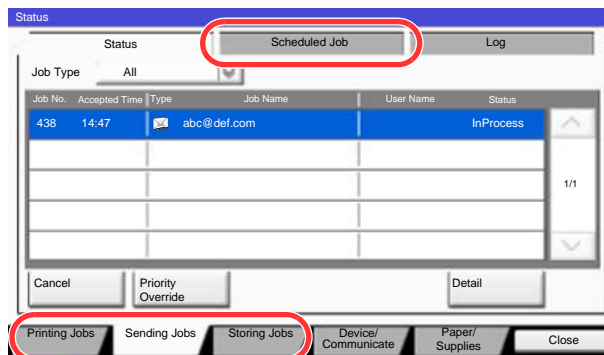 Status
Status Scheduled Job Log
Job Type All
Job No. Accepted Time Type Job Name User Name Status
438 14:47 abc@def.com InProcess
1/1
Cancel Priority Override Detail
Printing Jobs Sending Jobs Storing Jobs Device/ Communicate Paper/ Supplies Close